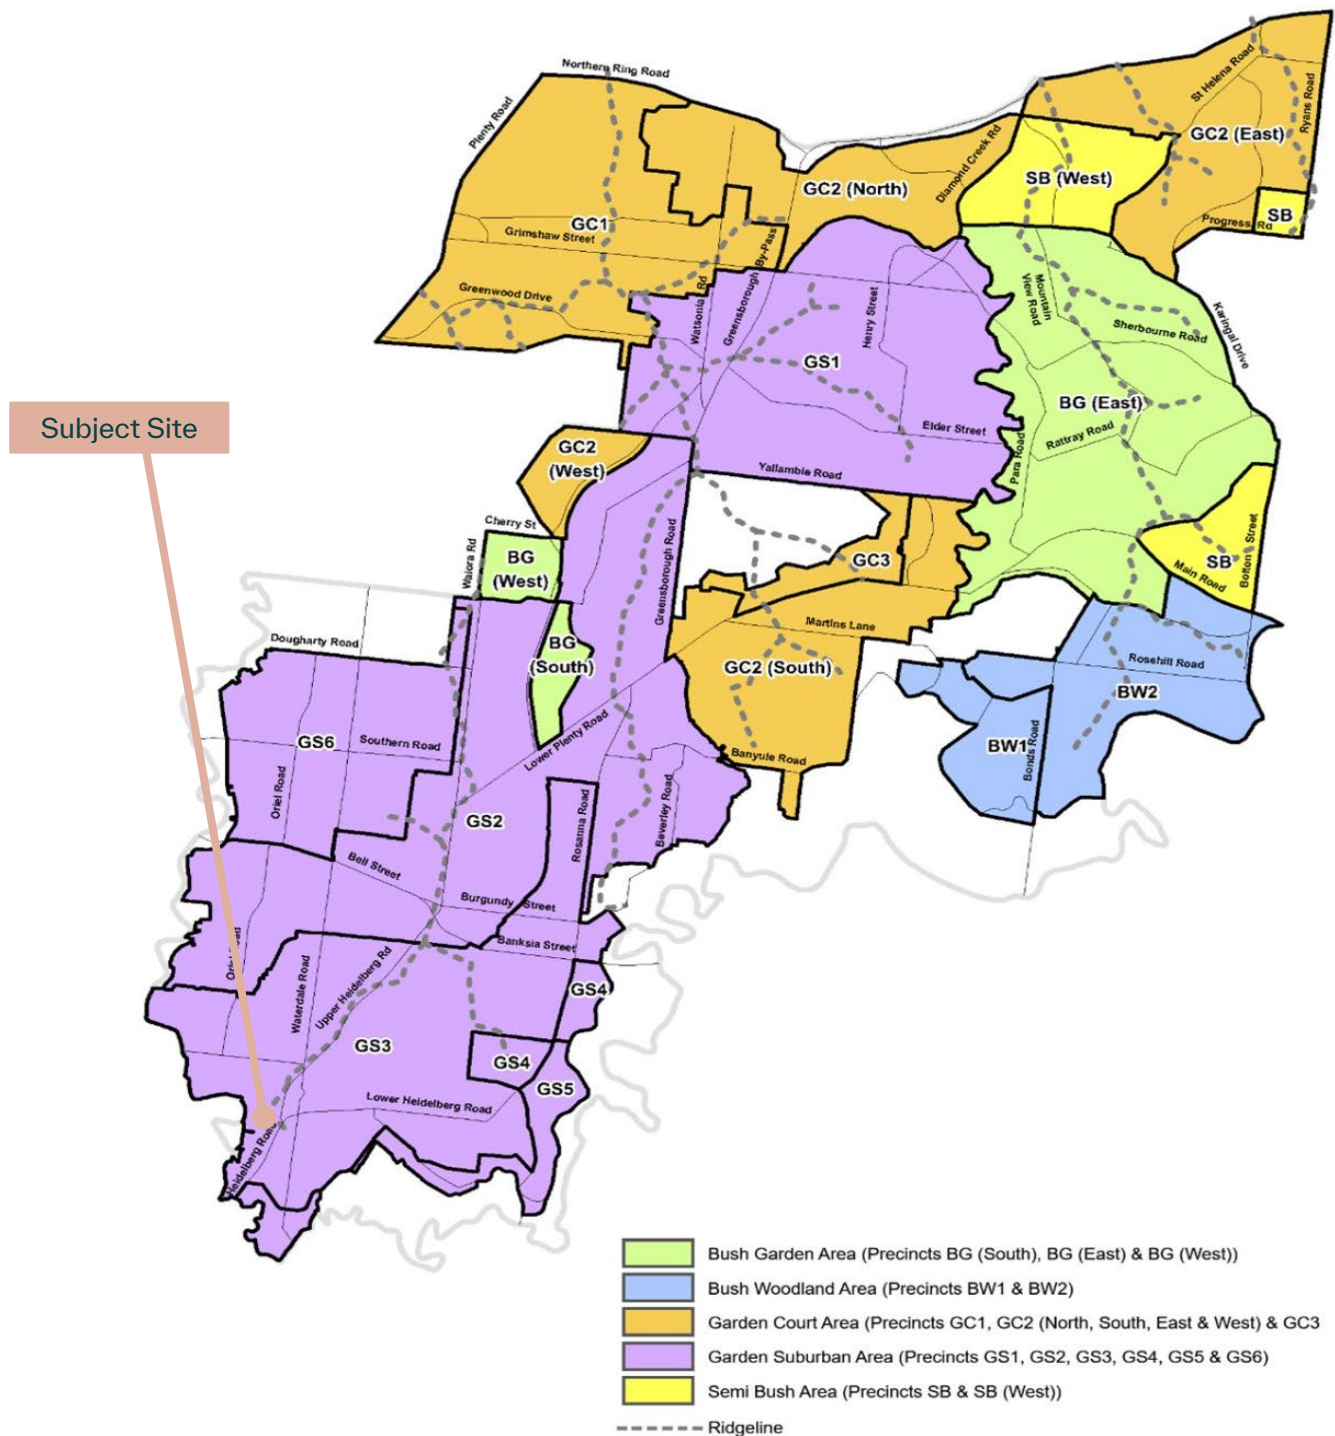 Northern Ring Road
Plenty Road
St Helena Road
Ryans Road
GC2 (East)
Diamond Creek Rd
SB (West)
GC2 (North)
SB
Progress Rd
GC1
Grimshaw Street
Greensborough By-Pass
Watsonia Rd
Greenwood Drive
Henry Street
Mountain
View Road
Karingal Drive
Sherbourne Road
GS1
BG (East)
Subject Site
Elder Street
Rattray Road
Para Road
GC2
(West)
Yallambie Road
Cherry St
Waiora Rd
BG
(West)
Greensborough Road
GC3
SB
Main Road
Bolton Street
Martins Lane
Dougharty Road
BG
(South)
GC2 (South)
Rosehill Road
BW2
GS6
Southern Road
Lower Plenty Road
Banyule Road
BW1
Bonds Road
Oriel Road
GS2
Rosanna Road
Beverley Road
Bell Street
Burgundy Street
Banksia Street
Waterdale Road
Upper Heidelberg Rd
GS4
GS3
GS4
GS5
Lower Heidelberg Road
Heidelberg Road
Bush Garden Area (Precincts BG (South), BG (East) & BG (West))
Bush Woodland Area (Precincts BW1 & BW2)
Garden Court Area (Precincts GC1, GC2 (North, South, East & West) & GC3
Garden Suburban Area (Precincts GS1, GS2, GS3, GS4, GS5 & GS6)
Semi Bush Area (Precincts SB & SB (West))
Ridgeline